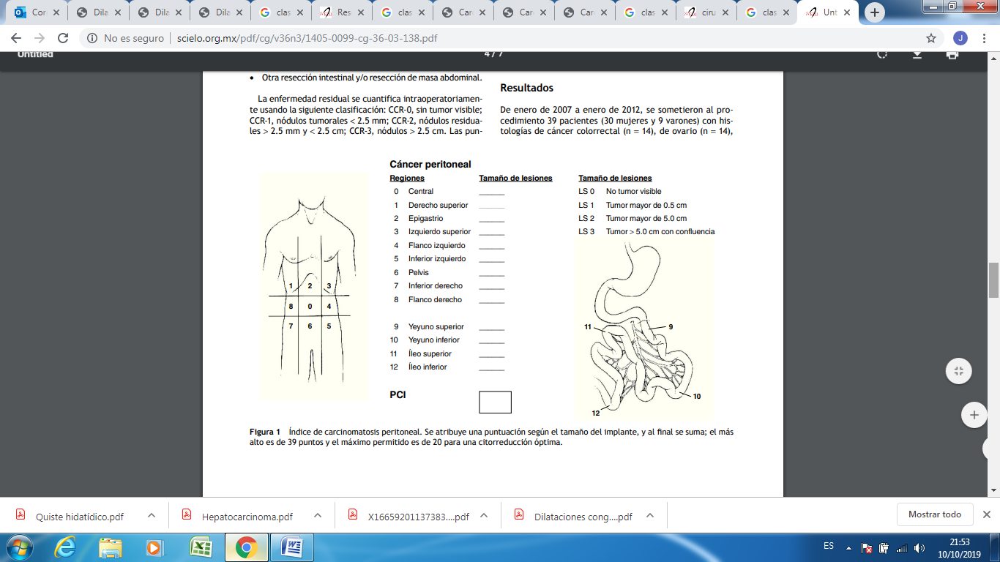 Cor
Dila
Dila
Dila
clas
Res
clas
Car
Car
Car
clas
ciru
clas
Unt
No es seguro
scielo.org.mx/pdf/cg/v36n3/1405-0099-cg-36-03-138.pdf
J
Untitled
4 / 7
• Otra resección intestinal y/o resección de masa abdominal.
La enfermedad residual se cuantifica intraoperatoriamen-
te usando la siguiente clasificación: CCR-0, sin tumor visible;
CCR-1, nódulos tumorales < 2.5 mm; CCR-2, nódulos residua-
les > 2.5 mm y < 2.5 cm; CCR-3, nódulos > 2.5 cm. Las pun-
Resultados
De enero de 2007 a enero de 2012, se sometieron al pro-
cedimiento 39 pacientes (30 mujeres y 9 varones) con his-
tologías de cáncer colorrectal (n = 14), de ovario (n = 14),
1 2 3
8 0 4
7 6 5
Cáncer peritoneal
Regiones Tamaño de lesiones
0 Central ______
1 Derecho superior ______
2 Epigastrio ______
3 Izquierdo superior ______
4 Flanco izquierdo ______
5 Inferior izquierdo ______
6 Pelvis ______
7 Inferior derecho ______
8 Flanco derecho ______
9 Yeyuno superior ______
10 Yeyuno inferior ______
11 Íleo superior ______
12 Íleo inferior ______
PCI
Tamaño de lesiones
LS 0 No tumor visible
LS 1 Tumor mayor de 0.5 cm
LS 2 Tumor mayor de 5.0 cm
LS 3 Tumor > 5.0 cm con confluencia
11
9
10
12
Figura 1 Índice de carcinomatosis peritoneal. Se atribuye una puntuación según el tamaño del implante, y al final se suma; el más
alto es de 39 puntos y el máximo permitido es de 20 para una citorreducción óptima.
Quiste hidatídico.pdf
Hepatocarcinoma.pdf
X16659201137383....pdf
Dilataciones cong....pdf
Mostrar todo
ES
21:53
10/10/2019